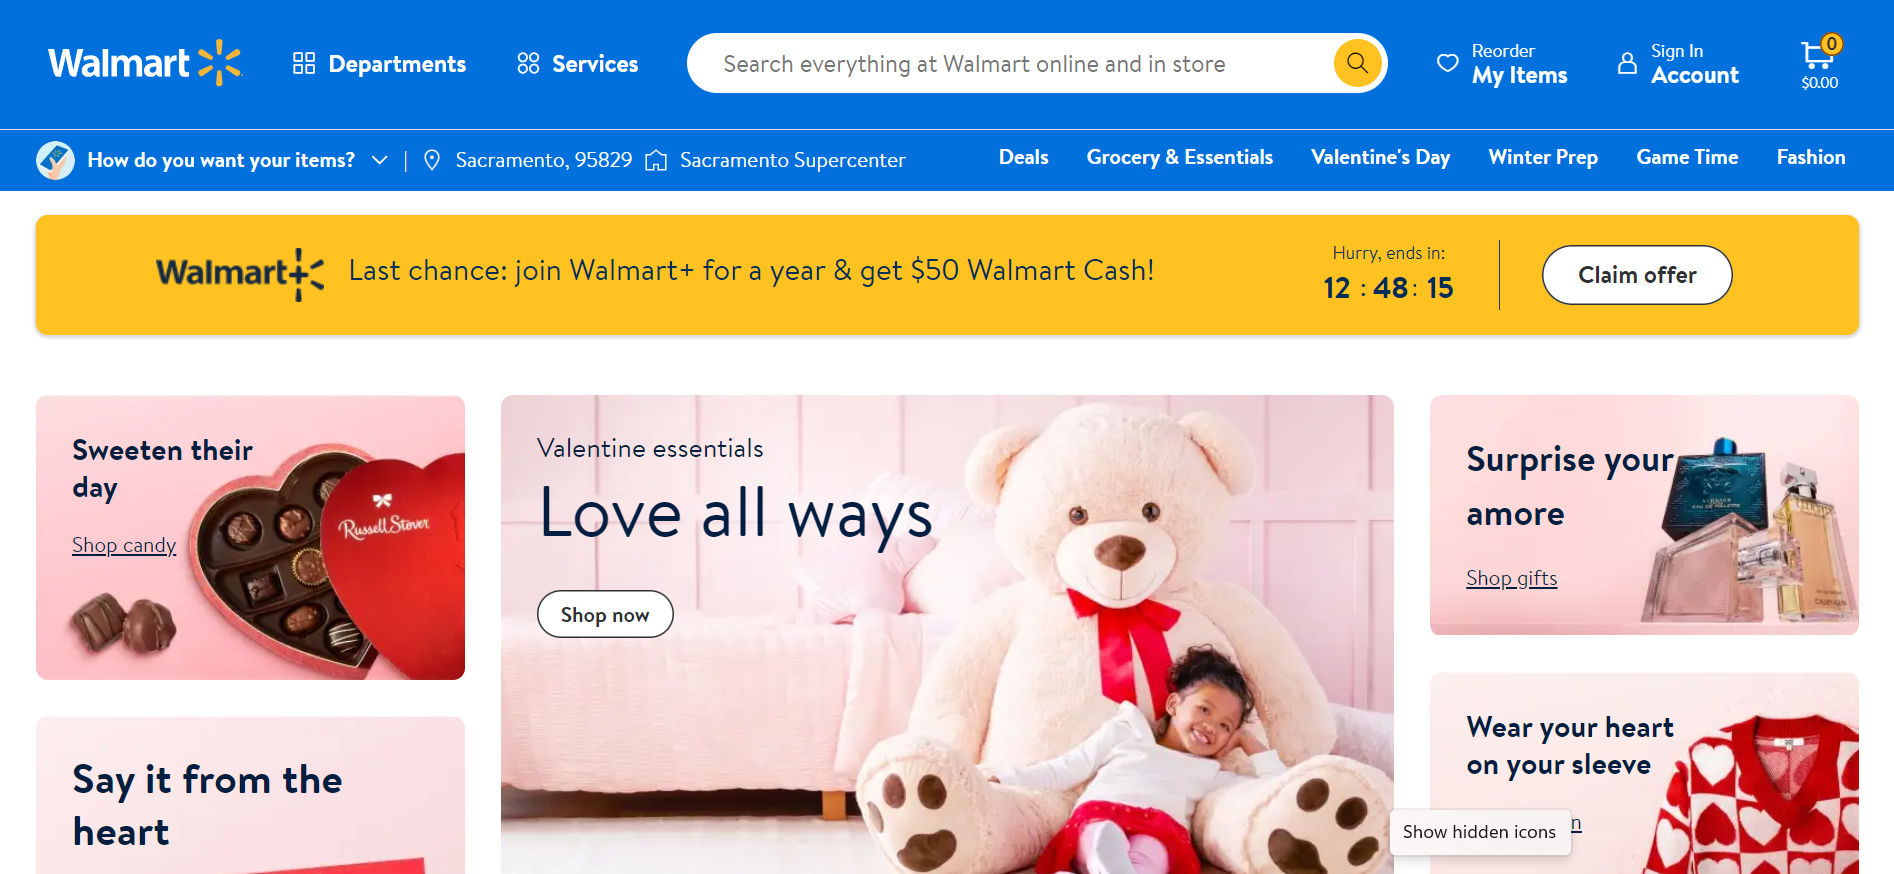 Walmart
Departments
Services
Search everything at Walmart online and in store
Reorder
My Items
Sign In
Account
0
$0.00
How do you want your items?
Sacramento, 95829
Sacramento Supercenter
Deals
Grocery & Essentials
Valentine's Day
Winter Prep
Game Time
Fashion
Walmart+
Last chance: join Walmart+ for a year & get $50 Walmart Cash!
Hurry, ends in:
12 : 48 : 15
Claim offer
Sweeten their
day
Shop candy
Russell Stover
Say it from the
heart
Valentine essentials
Love all ways
Shop now
Surprise your
amore
Shop gifts
Wear your heart
on your sleeve
Show hidden icons